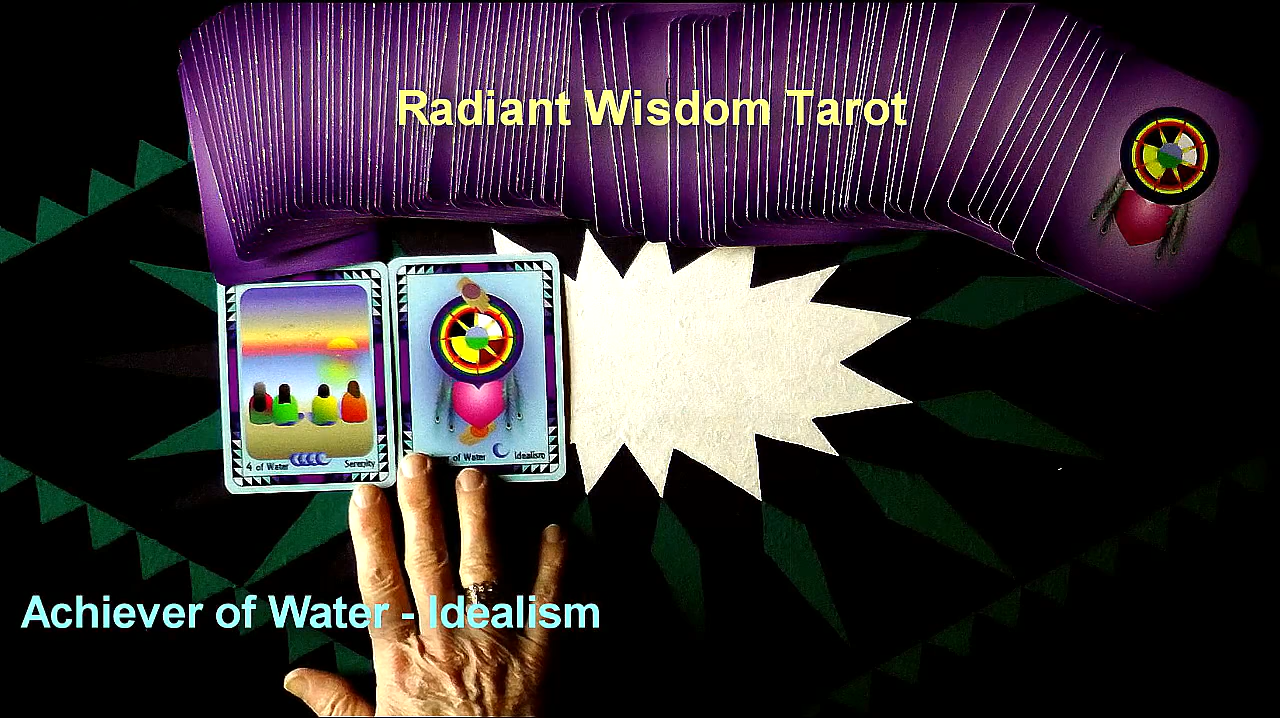 Radiant Wisdom Tarot
4 of Water Serenity
of Water Idealism
Achiever of Water - Idealism